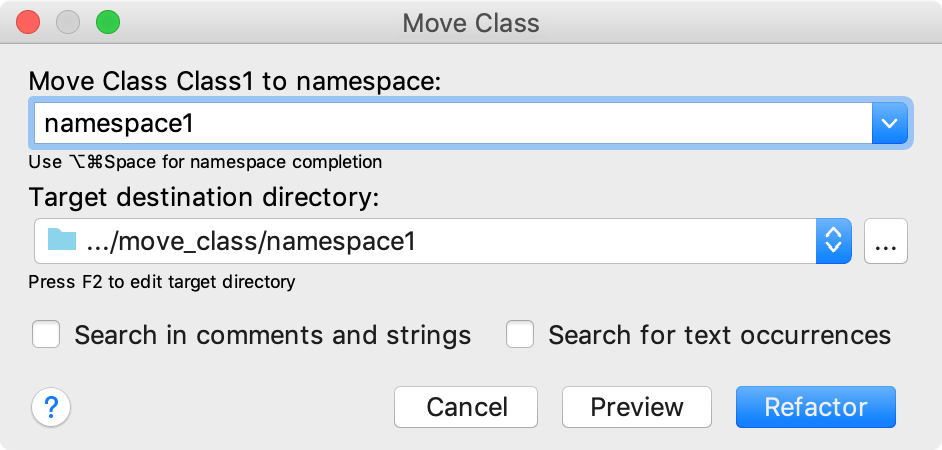 Move Class
Move Class Class1 to namespace:
namespace1
Use ⌥⌘Space for namespace completion
Target destination directory:
.../move_class/namespace1
...
Press F2 to edit target directory
Search in comments and strings
Search for text occurrences
?
Cancel
Preview
Refactor